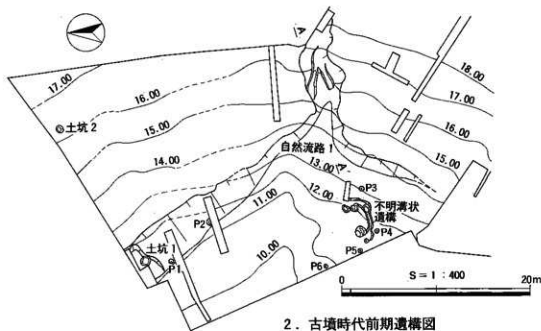 A
18.00
17.00
17.00
16.00
16.00
土坑 2
15.00
自然流路 1
15.00
14.00
13.00
A'
P3
12.00
不明溝状
遺構
11.00
P2
P4
土坑 1
P1
10.00
P5
P6
S = 1 : 400
0
20m
2. 古墳時代前期遺構図